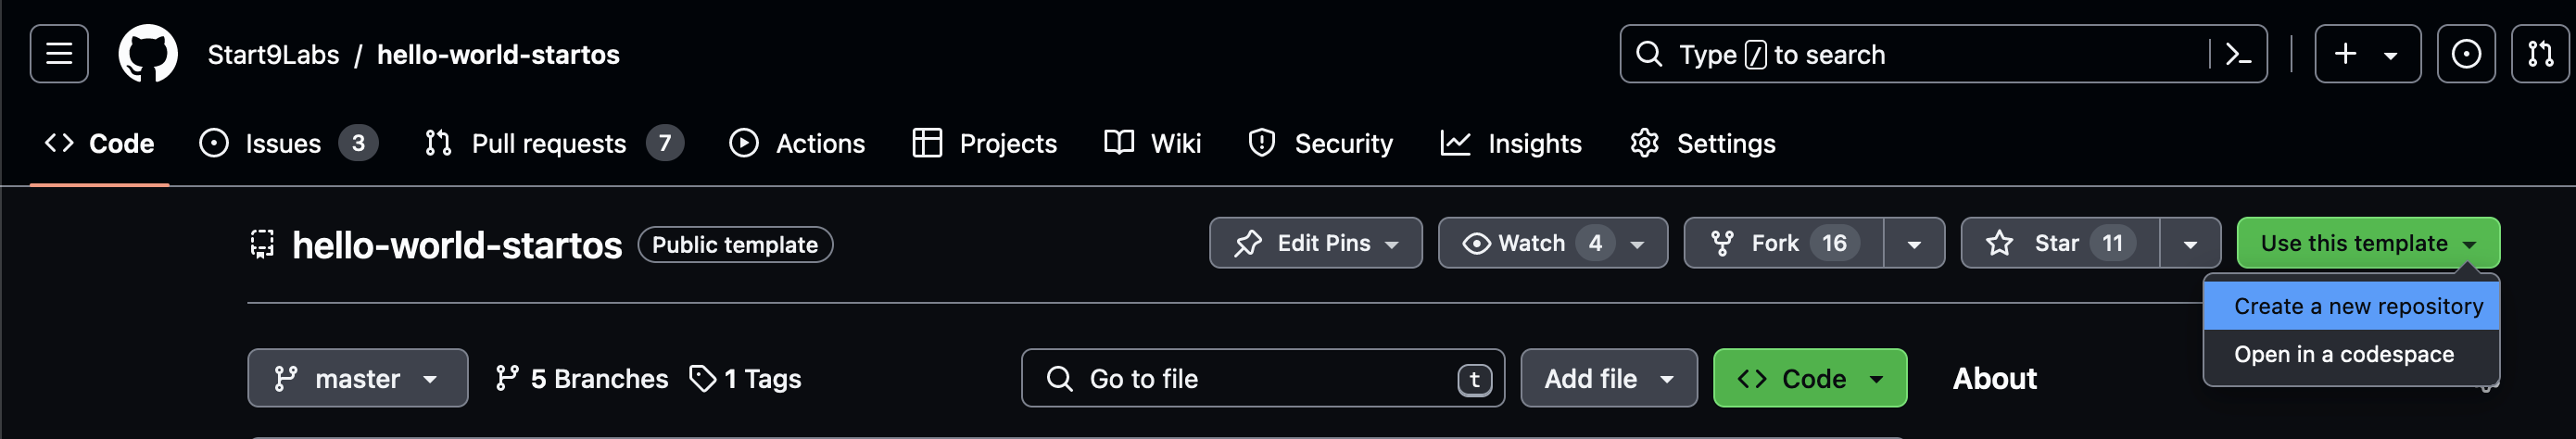 Start9Labs / hello-world-startos
Type / to search
Code Issues 3 Pull requests 7 Actions Projects Wiki Security Insights Settings
hello-world-startos Public template Edit Pins Watch 4 Fork 16 Star 11 Use this template
Create a new repository
Open in a codespace
master 5 Branches 1 Tags Go to file t Add file Code About